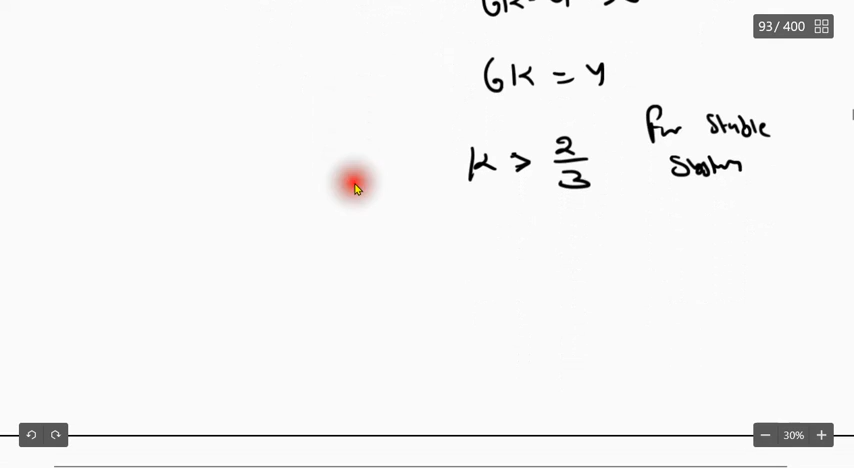 93/400
6K = 4
K > 2/3
For Stable
System
30%